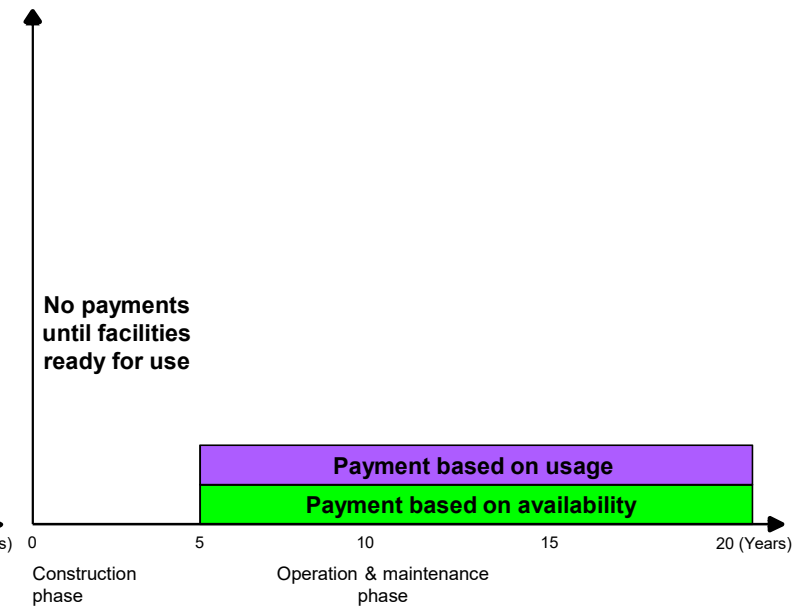 No payments
until facilities
ready for use
Payment based on usage
Payment based on availability
s) 0 5 10 15 20 (Years)
Construction
phase
Operation & maintenance
phase